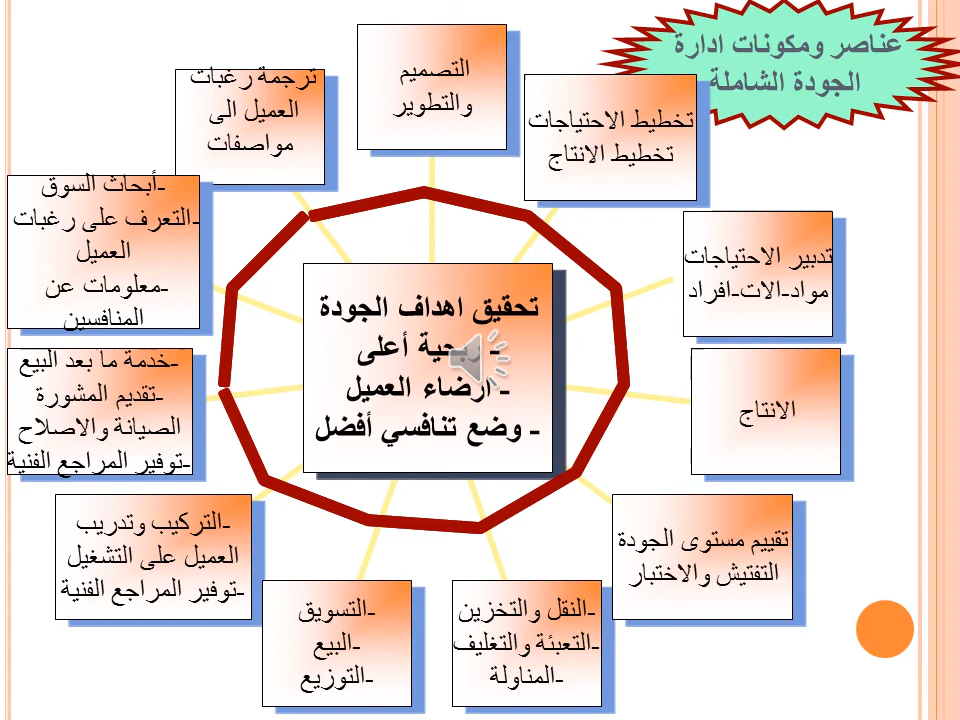 عناصر ومكونات ادارة
الجودة الشاملة
التصميم
والتطوير
تخطيط الاحتياجات
تخطيط الانتاج
تدبير الاحتياجات
مواد-الات-افراد
الانتاج
تقييم مستوى الجودة
التفتيش والاختبار
-النقل والتخزين
-التعبئة والتغليف
-المناولة
-التسويق
-البيع
-التوزيع
-التركيب وتدريب
العميل على التشغيل
-توفير المراجع الفنية
-خدمة ما بعد البيع
-تقديم المشورة
الصيانة والاصلاح
-توفير المراجع الفنية
-أبحاث السوق
-التعرف على رغبات
العميل
-معلومات عن
المنافسين
ترجمة رغبات
العميل الى
مواصفات
تحقيق اهداف الجودة
- أعلى
- ارضاء العميل
- وضع تنافسي أفضل